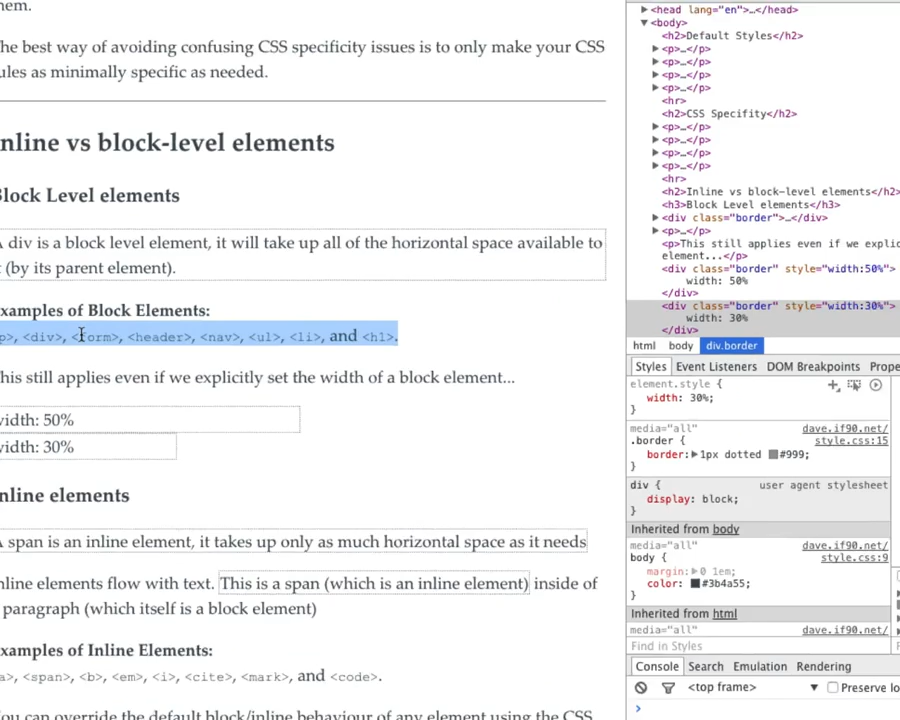 hem.
he best way of avoiding confusing CSS specificity issues is to only make your CSS
ules as minimally specific as needed.
nline vs block-level elements
Block Level elements
A div is a block level element, it will take up all of the horizontal space available to
t (by its parent element).
xamples of Block Elements:
p>, <div>, <form>, <header>, <nav>, <ul>, <li>, and <h1>.
his still applies even if we explicitly set the width of a block element...
width: 50%
width: 30%
nline elements
A span is an inline element, it takes up only as much horizontal space as it needs
nline elements flow with text. This is a span (which is an inline element) inside of
paragraph (which itself is a block element)
xamples of Inline Elements:
a>, <span>, <b>, <em>, <i>, <cite>, <mark>, and <code>.
You can override the default block/inline behaviour of any element using the CSS
▶<head lang="en">…</head>
▼<body>
<h2>Default Styles</h2>
▶<p>…</p>
▶<p>…</p>
▶<p>…</p>
▶<p>…</p>
<hr>
<h2>CSS Specifity</h2>
▶<p>…</p>
▶<p>…</p>
▶<p>…</p>
▶<p>…</p>
<hr>
<h2>Inline vs block-level elements</h2>
<h3>Block Level elements</h3>
▶<div class="border">…</div>
▶<p>…</p>
<p>This still applies even if we explic
element...</p>
<div class="border" style="width:50%">
width: 50%
</div>
<div class="border" style="width:30%">
width: 30%
</div>
html body div.border
Styles Event Listeners DOM Breakpoints Prope
element.style {
width: 30%;
}
media="all" dave.if90.net/
.border { style.css:15
border:▶1px dotted #999;
}
div { user agent stylesheet
display: block;
}
Inherited from body
media="all" dave.if90.net/
body { style.css:9
margin:▶0 1em;
color: #3b4a55;
}
Inherited from html
media="all" dave.if90.net/
Find in Styles
Console Search Emulation Rendering
<top frame> ▼ Preserve lo
>